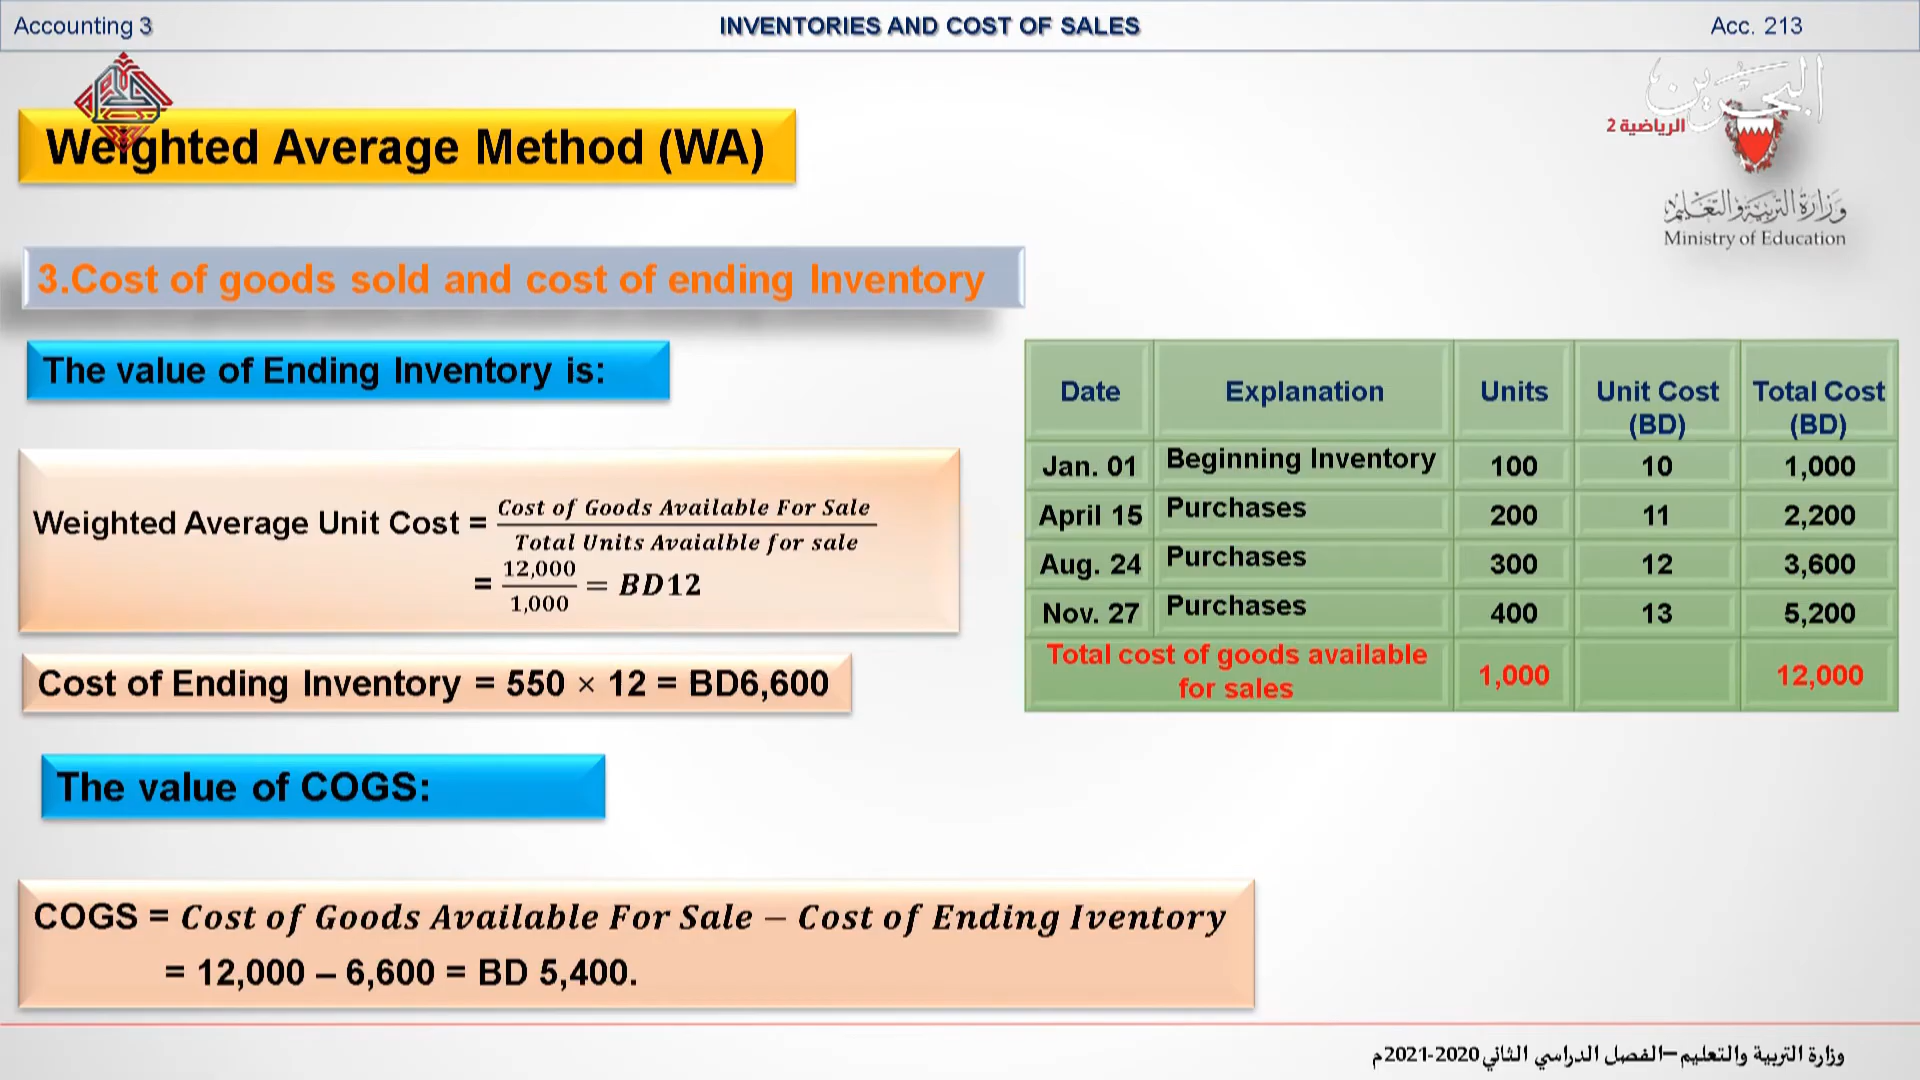 Accounting 3
INVENTORIES AND COST OF SALES
Acc. 213
البحرين
الرياضية 2
وزارة التربية والتعليم
Ministry of Education
Weighted Average Method (WA)
3.Cost of goods sold and cost of ending Inventory
The value of Ending Inventory is:
Weighted Average Unit Cost = Cost of Goods Available For Sale / Total Units Avaialble for sale
= 12,000 / 1,000 = BD12
Cost of Ending Inventory = 550 × 12 = BD6,600
The value of COGS:
COGS = Cost of Goods Available For Sale – Cost of Ending Iventory
= 12,000 – 6,600 = BD 5,400.
Date Explanation Units Unit Cost (BD) Total Cost (BD)
Jan. 01 Beginning Inventory 100 10 1,000
April 15 Purchases 200 11 2,200
Aug. 24 Purchases 300 12 3,600
Nov. 27 Purchases 400 13 5,200
Total cost of goods available for sales 1,000 12,000
وزارة التربية والتعليم –الفصل الدراسي الثاني 2020-2021م